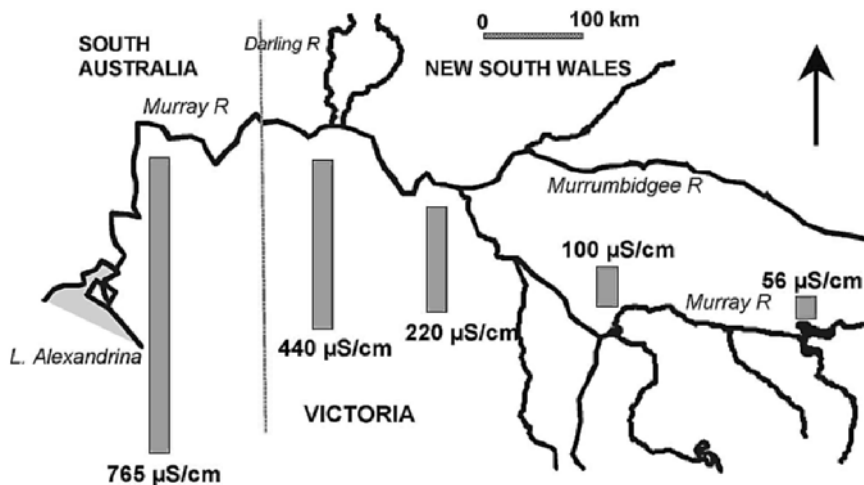 0 100 km
SOUTH
AUSTRALIA
Darling R
NEW SOUTH WALES
Murray R
Murrumbidgee R
100 µS/cm
56 µS/cm
Murray R
220 µS/cm
440 µS/cm
L. Alexandrina
VICTORIA
765 µS/cm